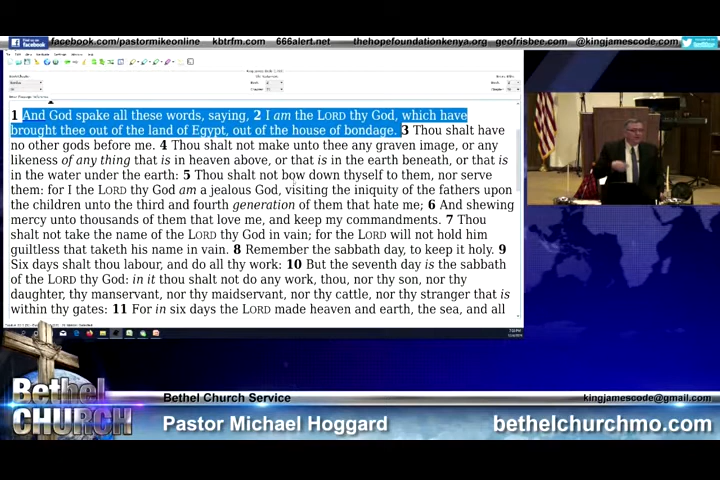 facebook.com/pastormikeonline kbtrfm.com 666alert.net thehopefoundationkenya.org geofrisbee.com @kingjamescode@
1 And God spake all these words, saying, 2 I am the LORD thy God, which have
brought thee out of the land of Egypt, out of the house of bondage. 3 Thou shalt have
no other gods before me. 4 Thou shalt not make unto thee any graven image, or any
likeness of any thing that is in heaven above, or that is in the earth beneath, or that is
in the water under the earth: 5 Thou shalt not bow down thyself to them, nor serve
them: for I the LORD thy God am a jealous God, visiting the iniquity of the fathers upon
the children unto the third and fourth generation of them that hate me; 6 And shewing
mercy unto thousands of them that love me, and keep my commandments. 7 Thou
shalt not take the name of the LORD thy God in vain; for the LORD will not hold him
guiltless that taketh his name in vain. 8 Remember the sabbath day, to keep it holy. 9
Six days shalt thou labour, and do all thy work: 10 But the seventh day is the sabbath
of the LORD thy God: in it thou shalt not do any work, thou, nor thy son, nor thy
daughter, thy manservant, nor thy maidservant, nor thy cattle, nor thy stranger that is
within thy gates: 11 For in six days the LORD made heaven and earth, the sea, and all
Bethel
CHURCH
Bethel Church Service kingjamescode@gmail.com
Pastor Michael Hoggard bethelchurchmo.com